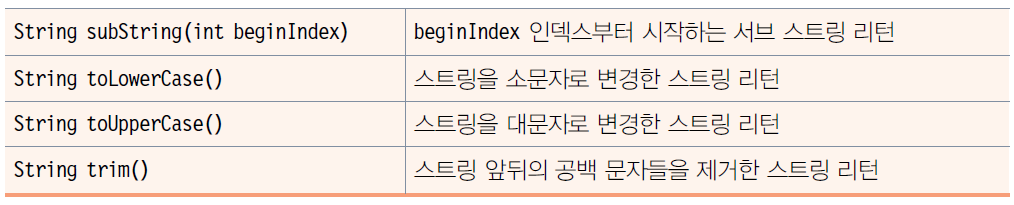 String subString(int beginIndex) beginIndex 인덱스부터 시작하는 서브 스트링 리턴
String toLowerCase() 스트링을 소문자로 변경한 스트링 리턴
String toUpperCase() 스트링을 대문자로 변경한 스트링 리턴
String trim() 스트링 앞뒤의 공백 문자들을 제거한 스트링 리턴